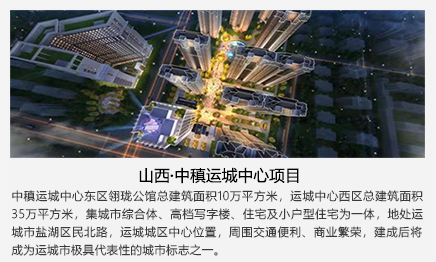 山西·中稹运城中心项目
中稹运城中心东区翎珑公馆总建筑面积10万平方米，运城中心西区总建筑面积
35万平方米，集城市综合体、高档写字楼、住宅及小户型住宅为一体，地处运
城市盐湖区民北路，运城城区中心位置，周围交通便利、商业繁荣，建成后将
成为运城市极具代表性的城市标志之一。